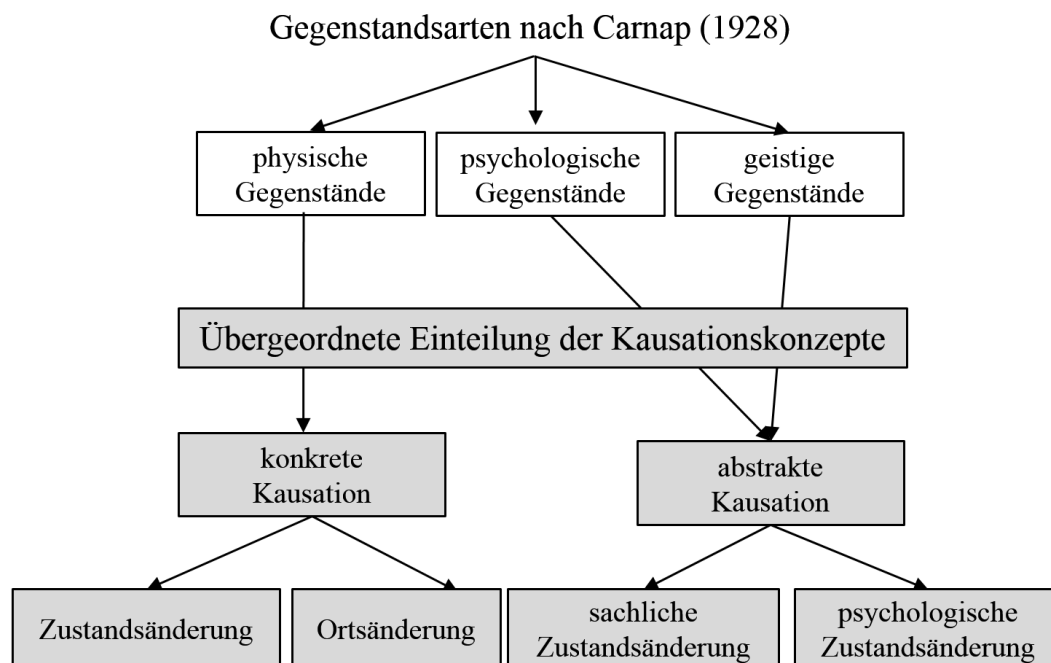 Gegenstandsarten nach Carnap (1928)
physische
Gegenstände
psychologische
Gegenstände
geistige
Gegenstände
Übergeordnete Einteilung der Kausationskonzepte
konkrete
Kausation
abstrakte
Kausation
Zustandsänderung
Ortsänderung
sachliche
Zustandsänderung
psychologische
Zustandsänderung